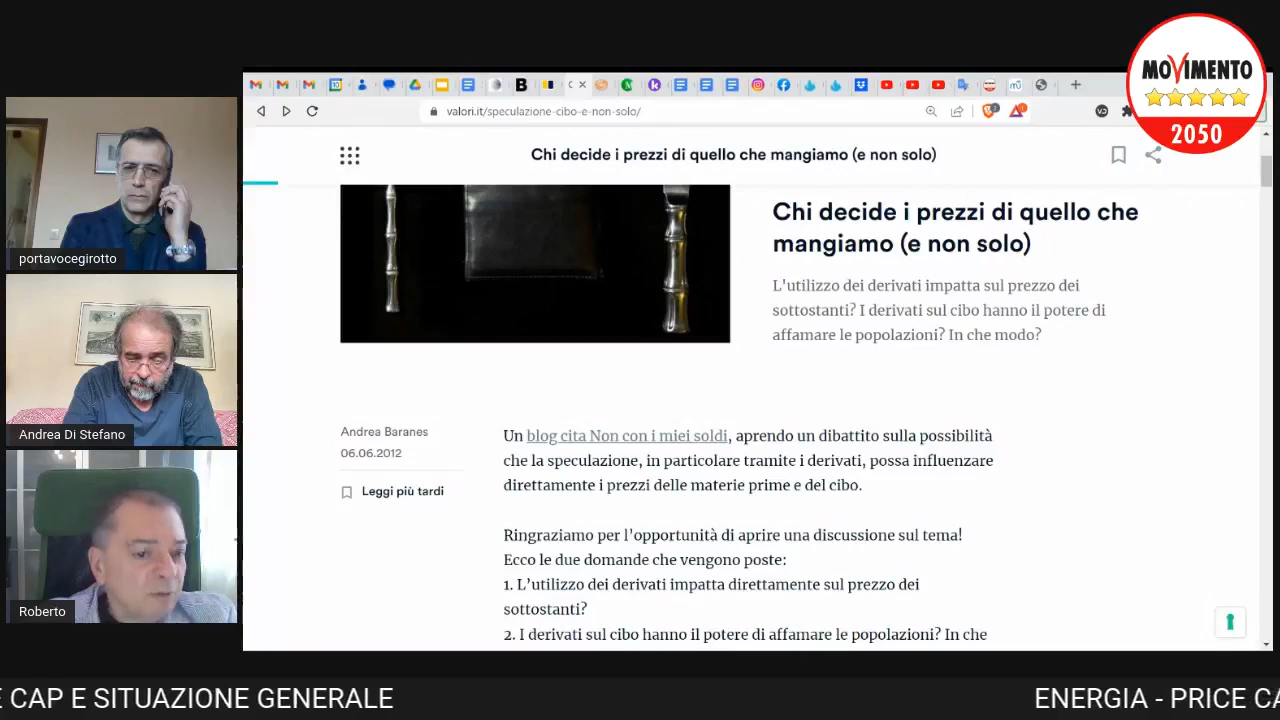 MOVIMENTO
2050
valori.it/speculazione-cibo-e-non-solo/
Chi decide i prezzi di quello che mangiamo (e non solo)
Chi decide i prezzi di quello che
mangiamo (e non solo)
L'utilizzo dei derivati impatta sul prezzo dei
sottostanti? I derivati sul cibo hanno il potere di
affamare le popolazioni? In che modo?
Andrea Baranes
06.06.2012
Leggi più tardi
Un blog cita Non con i miei soldi, aprendo un dibattito sulla possibilità
che la speculazione, in particolare tramite i derivati, possa influenzare
direttamente i prezzi delle materie prime e del cibo.
Ringraziamo per l’opportunità di aprire una discussione sul tema!
Ecco le due domande che vengono poste:
1. L’utilizzo dei derivati impatta direttamente sul prezzo dei
sottostanti?
2. I derivati sul cibo hanno il potere di affamare le popolazioni? In che
portavocegirotto
Andrea Di Stefano
Roberto
E CAP E SITUAZIONE GENERALE
ENERGIA - PRICE CA